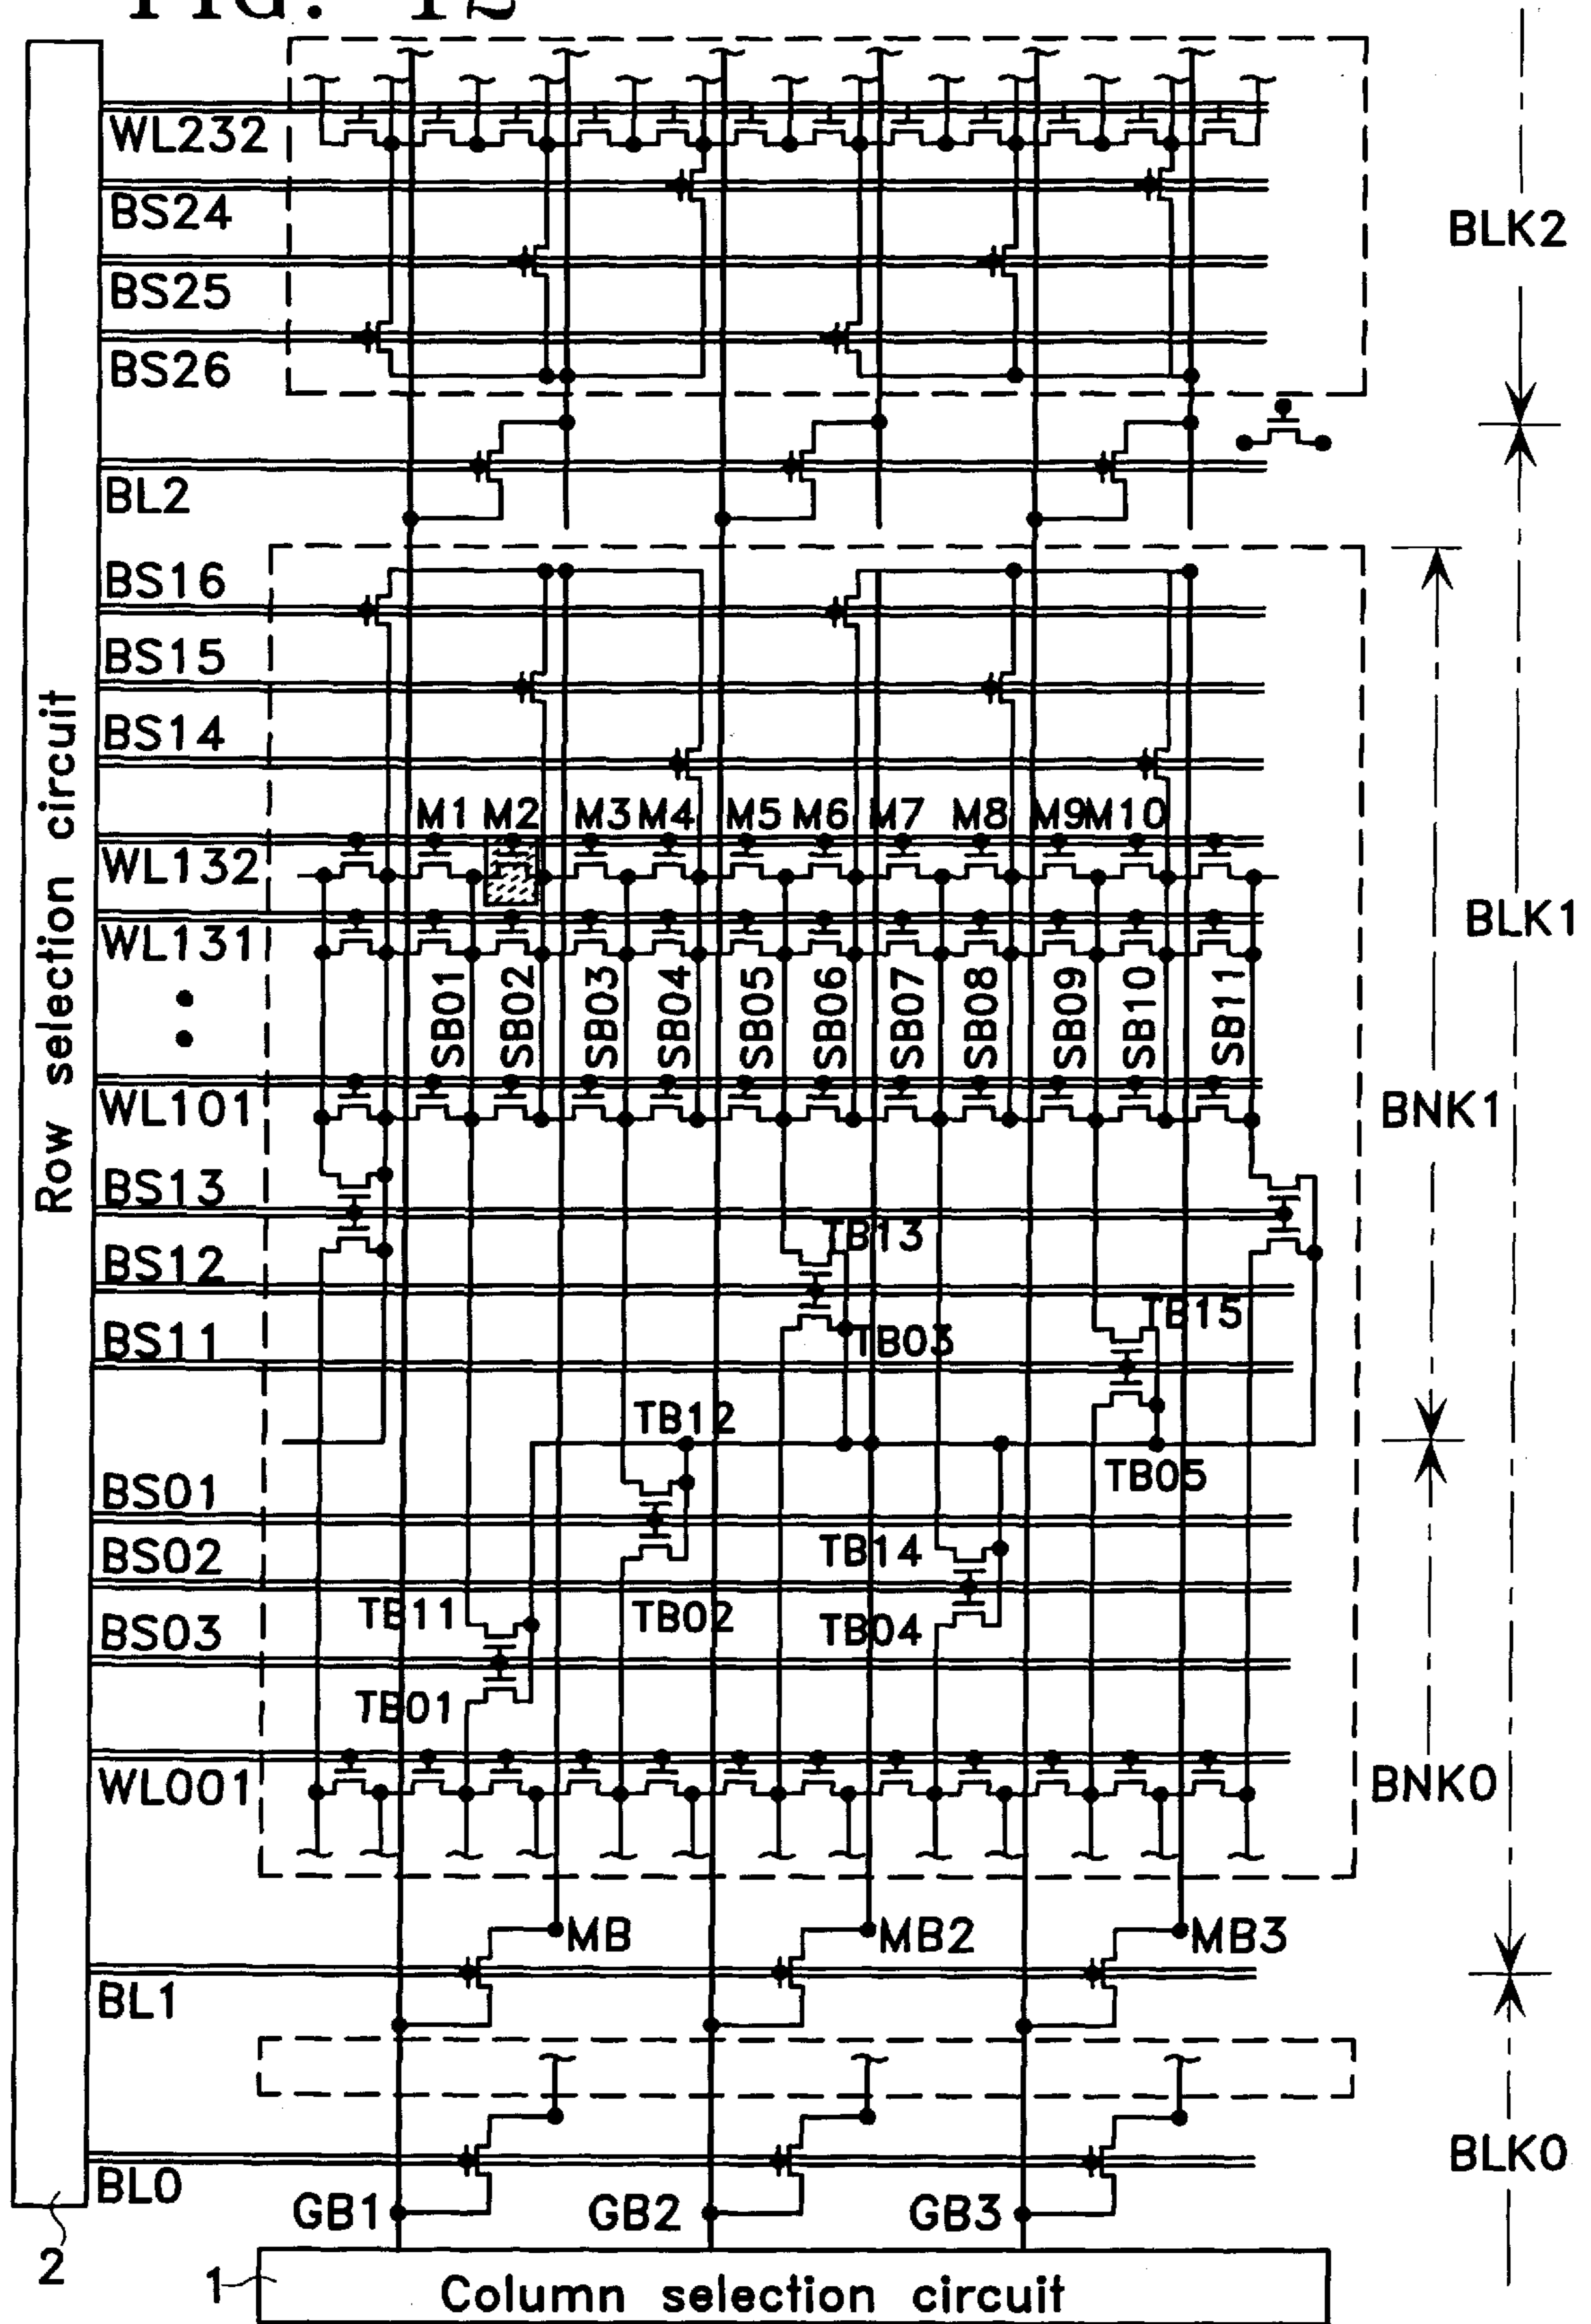 FIG. 12
WL232
BS24
BLK2
BS25
BS26
BL2
BS16
BS15
Row selection circuit
BS14
M1 M2 M3 M4 M5 M6 M7 M8 M9 M10
WL132
WL131
BLK1
SB01 SB02 SB03 SB04 SB05 SB06 SB07 SB08 SB09 SB10 SB11
WL101
BNK1
BS13
TB13
BS12
TB15
BS11
TB03
TB12
TB05
BS01
BS02
TB14
TB11
TB02
TB04
BS03
TB01
WL001
BNK0
MB MB2 MB3
BL1
BLK0
BL0
GB1 GB2 GB3
2
1
Column selection circuit